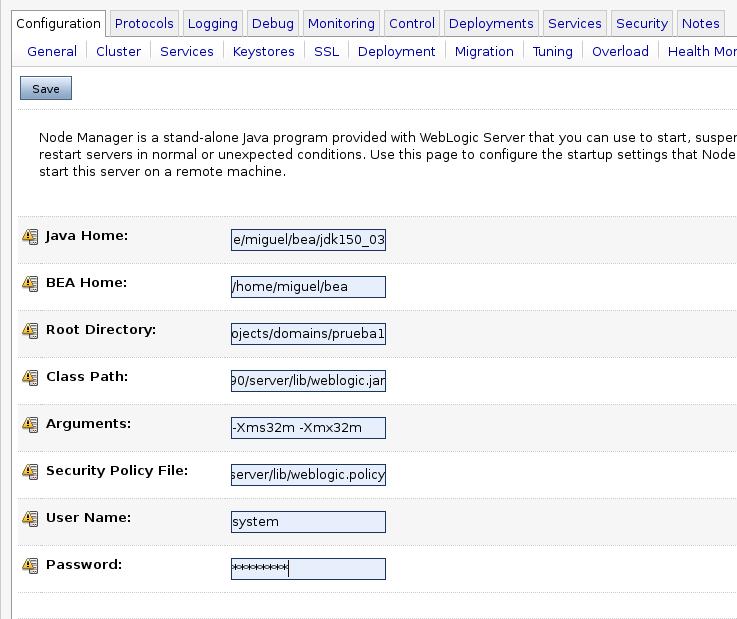 Configuration Protocols Logging Debug Monitoring Control Deployments Services Security Notes
General Cluster Services Keystores SSL Deployment Migration Tuning Overload Health Mor
Save
Node Manager is a stand-alone Java program provided with WebLogic Server that you can use to start, susper
restart servers in normal or unexpected conditions. Use this page to configure the startup settings that Node
start this server on a remote machine.
Java Home: e/miguel/bea/jdk150_03
BEA Home: /home/miguel/bea
Root Directory: ojects/domains/prueba1
Class Path: 90/server/lib/weblogic.jar
Arguments: -Xms32m -Xmx32m
Security Policy File: server/lib/weblogic.policy
User Name: system
Password: ********